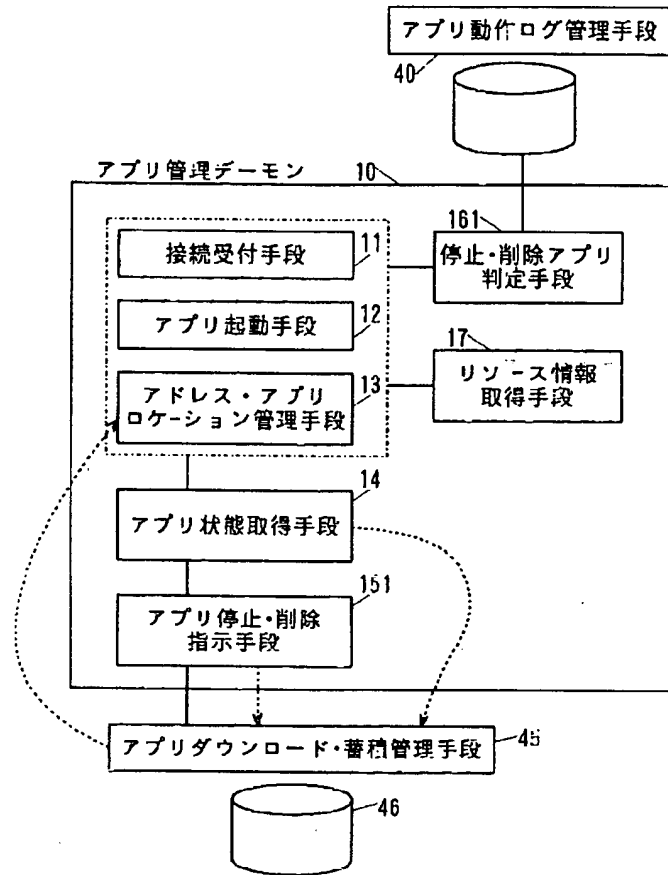 アプリ動作ログ管理手段
40
アプリ管理デーモン
10
接続受付手段
11
161
停止・削除アプリ
判定手段
アプリ起動手段
12
アドレス・アプリ
ロケーション管理手段
13
17
リソース情報
取得手段
アプリ状態取得手段
14
アプリ停止・削除
指示手段
151
アプリダウンロード・蓄積管理手段
45
46